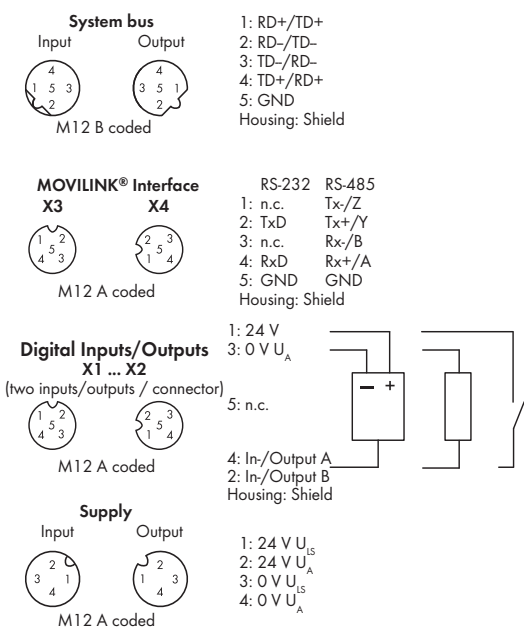 System bus
Input Output
4
1 5 3
2
4
3 5 1
2
M12 B coded
1: RD+/TD+
2: RD–/TD–
3: TD–/RD–
4: TD+/RD+
5: GND
Housing: Shield
MOVILINK® Interface
X3 X4
1 2
5
4 3
2 3
5
1 4
M12 A coded
RS-232 RS-485
1: n.c. Tx-/Z
2: TxD Tx+/Y
3: n.c. Rx-/B
4: RxD Rx+/A
5: GND GND
Housing: Shield
Digital Inputs/Outputs
X1 ... X2
(two inputs/outputs / connector)
1 2
5
4 3
2 3
5
1 4
M12 A coded
1: 24 V
3: 0 V U_A
5: n.c.
4: In-/Output A
2: In-/Output B
Housing: Shield
– +
Supply
Input Output
2
3 1
4
2
1 3
4
M12 A coded
1: 24 V U_LS
2: 24 V U_A
3: 0 V U_LS
4: 0 V U_A